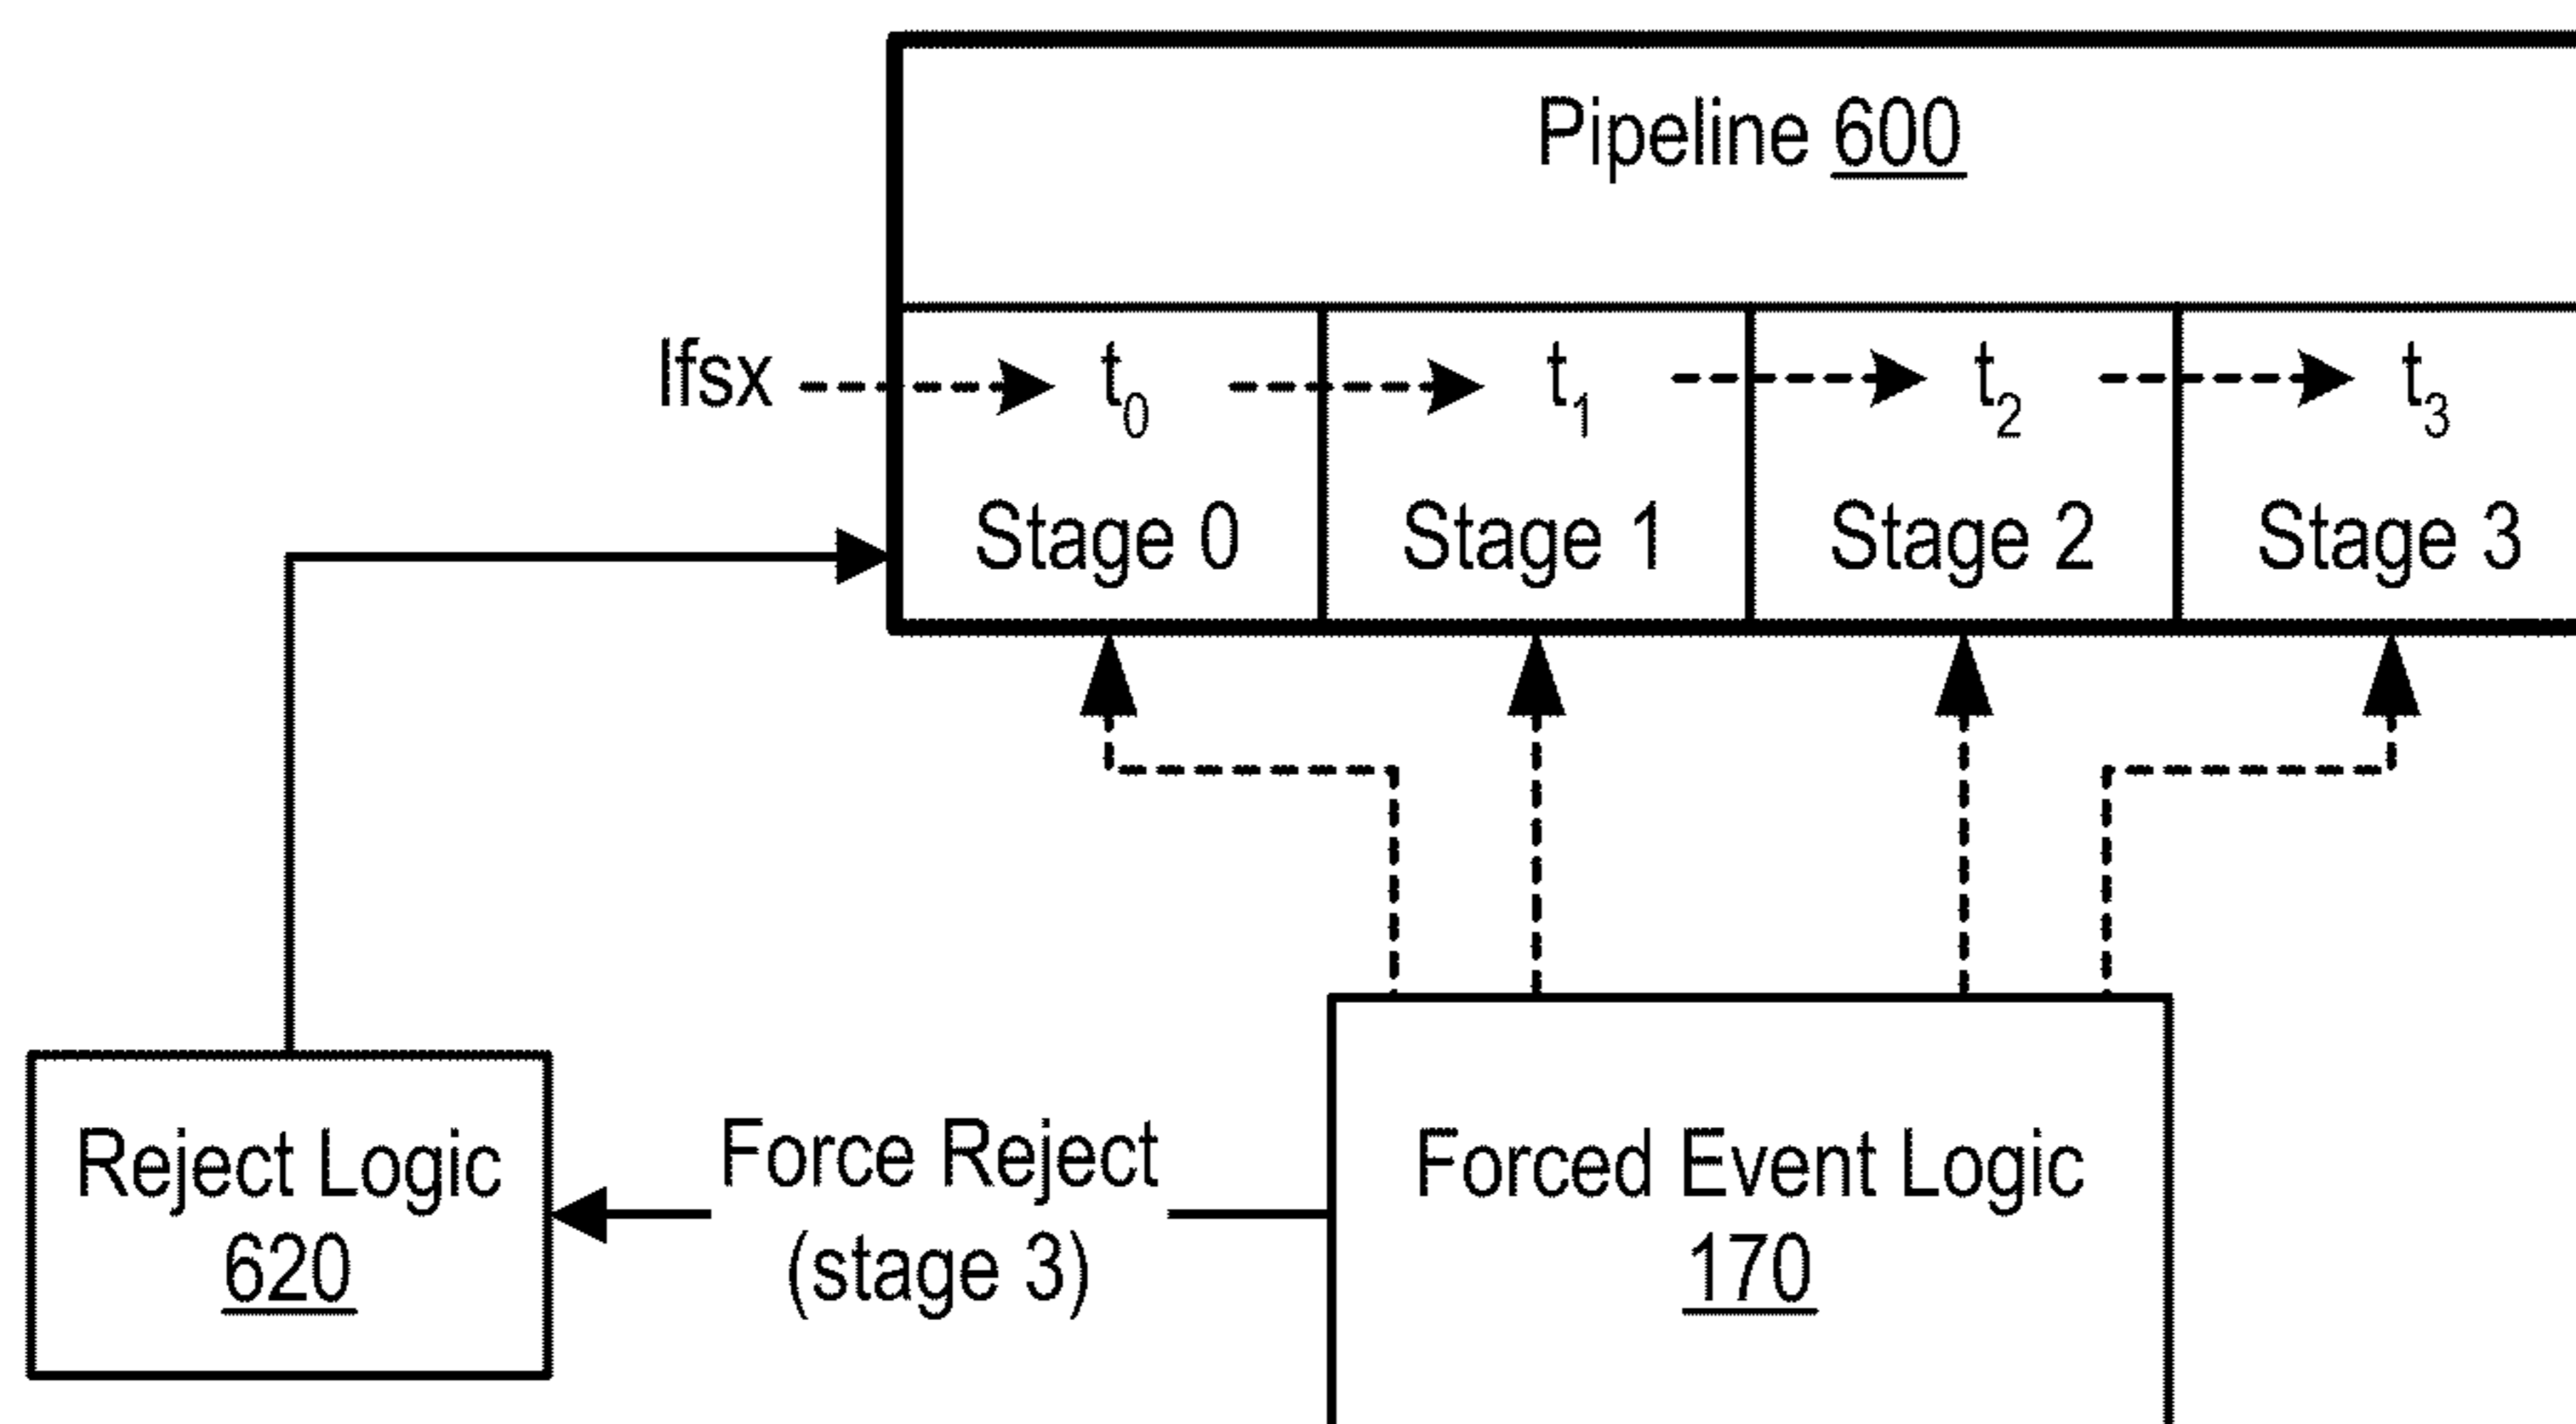 Pipeline 600
lfsx t0 t1 t2 t3
Stage 0 Stage 1 Stage 2 Stage 3
Reject Logic
620
Force Reject
(stage 3)
Forced Event Logic
170